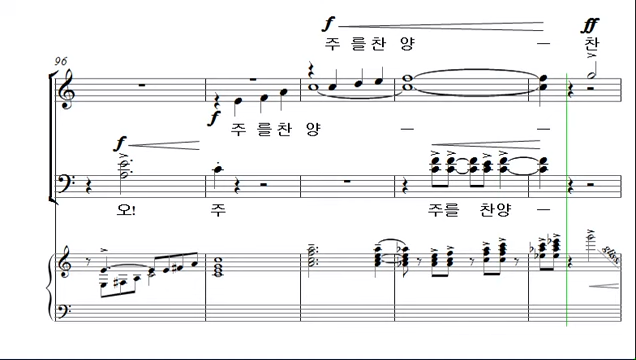 f ff
주 를 찬 양 ― 찬
96
f
주 를 찬 양 ― ―
f
오! 주 주를 찬양 ―